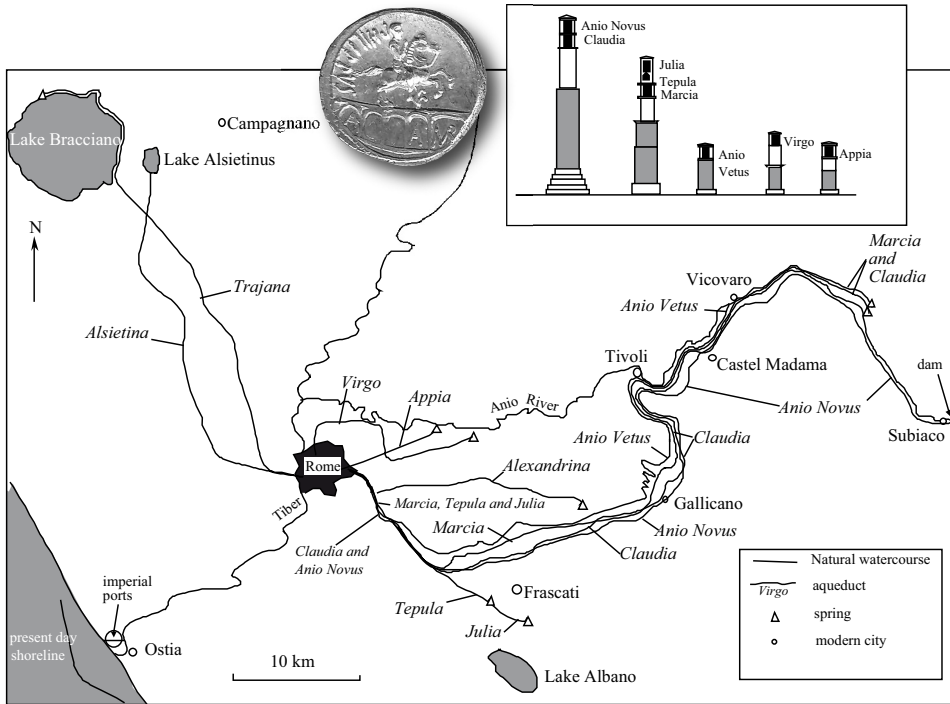 Anio Novus
Claudia
Julia
Tepula
Marcia
Anio
Vetus
Virgo
Appia
Lake Bracciano
Campagnano
Lake Alsietinus
N
Trajana
Alsietina
Marcia
and
Claudia
Vicovaro
Anio Vetus
Castel Madama
dam
Tivoli
Anio River
Anio Novus
Subiaco
Virgo
Appia
Anio Vetus
Claudia
Rome
Alexandrina
Tiber
Marcia, Tepula and Julia
Gallicano
Marcia
Anio Novus
Claudia
Claudia and
Anio Novus
Frascati
Tepula
Julia
imperial
ports
Ostia
present day
shoreline
10 km
Lake Albano
Natural watercourse
Virgo
aqueduct
spring
modern city